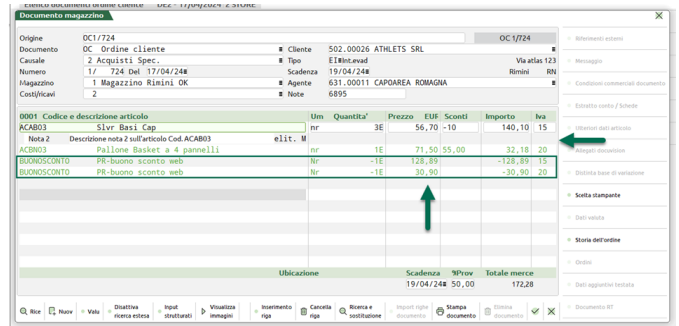 Elenco documenti ordine cliente DE2 - 17/04/2024 2 STORE
Documento magazzino
Origine OC1/724 OC 1/724
Documento OC Ordine cliente Cliente 502.00026 ATHLETS SRL
Causale 2 Acquisti Spec. Tipo EI Int.evad Via atlas 123
Numero 1/ 724 Del 17/04/24 Scadenza 19/04/24 Rimini RN
Magazzino 1 Magazzino Rimini OK Agente 631.00011 CAPOAREA ROMAGNA
Costi/ricavi 2 Note 6895
0001 Codice e descrizione articolo Um Quantita' Prezzo EUR Sconti Importo Iva
ACAB03 Slvr Basi Cap nr 3E 56,70 -10 140,10 15
Nota 2 Descrizione nota 2 sull'articolo Cod. ACAB03 elit. M
ACBN03 Pallone Basket a 4 pannelli nr 1E 71,50 55,00 32,18 20
BUONOSCONTO PR-buono sconto web Nr -1E 128,89 -128,89 15
BUONOSCONTO PR-buono sconto web Nr -1E 30,90 -30,90 20
Ubicazione Scadenza %Prov Totale merce
19/04/24 50,00 172,28
Riferimenti esterni
Messaggio
Condizioni commerciali documento
Estratto conto / Schede
Ulteriori dati articolo
Allegati documento
Distinta base di variazione
Scelta stampante
Dati valuta
Storia dell'ordine
Ordini
Dati aggiuntivi testata
Documento RT
Rice Nuov Valu Disattiva ricerca estesa Input strutturati Visualizza immagini Inserimento riga Cancella riga Ricerca e sostituzione Import righe documento Stampa documento Elimina documento